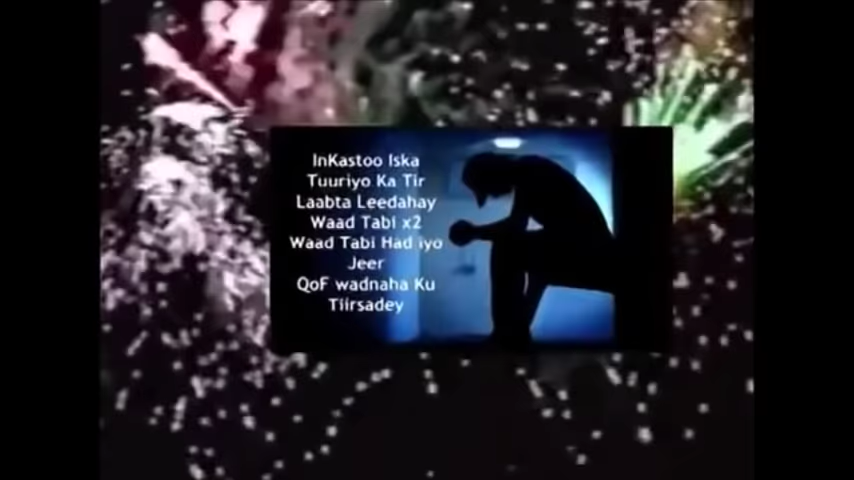 InKastoo Iska
Tuuriyo Ka Tir
Laabta Leedahay
Waad Tabi x2
Waad Tabi Had iyo
Jeer
QoF wadnaha Ku
Tiirsadey